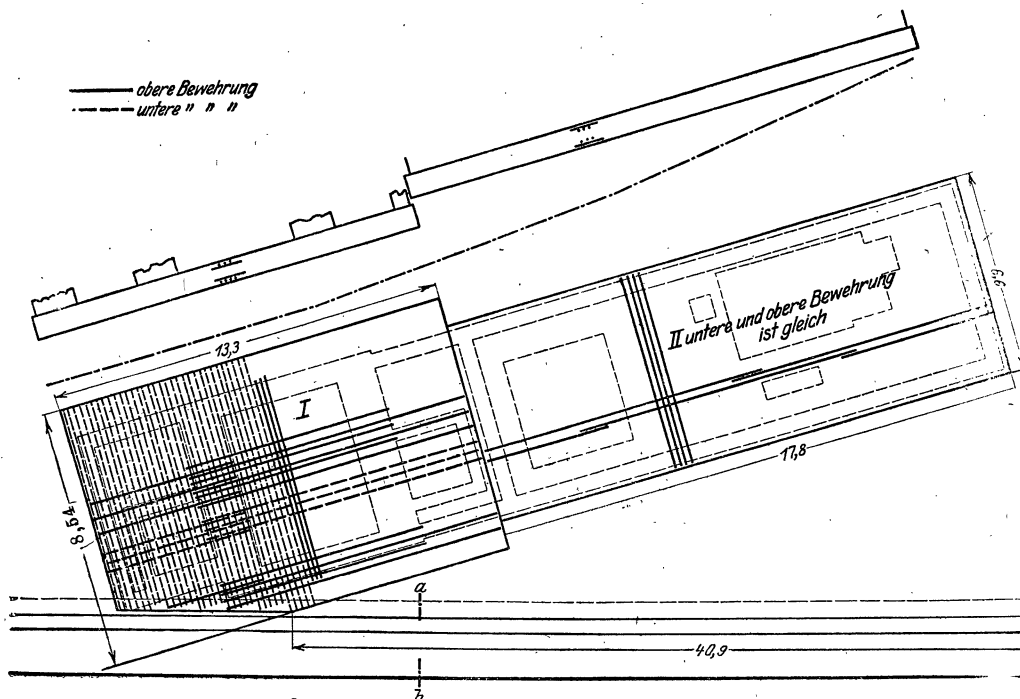 obere Bewehrung
untere " " "
13,3
I
II untere und obere Bewehrung
ist gleich
6,6
17,8
8,54
a
40,9
b